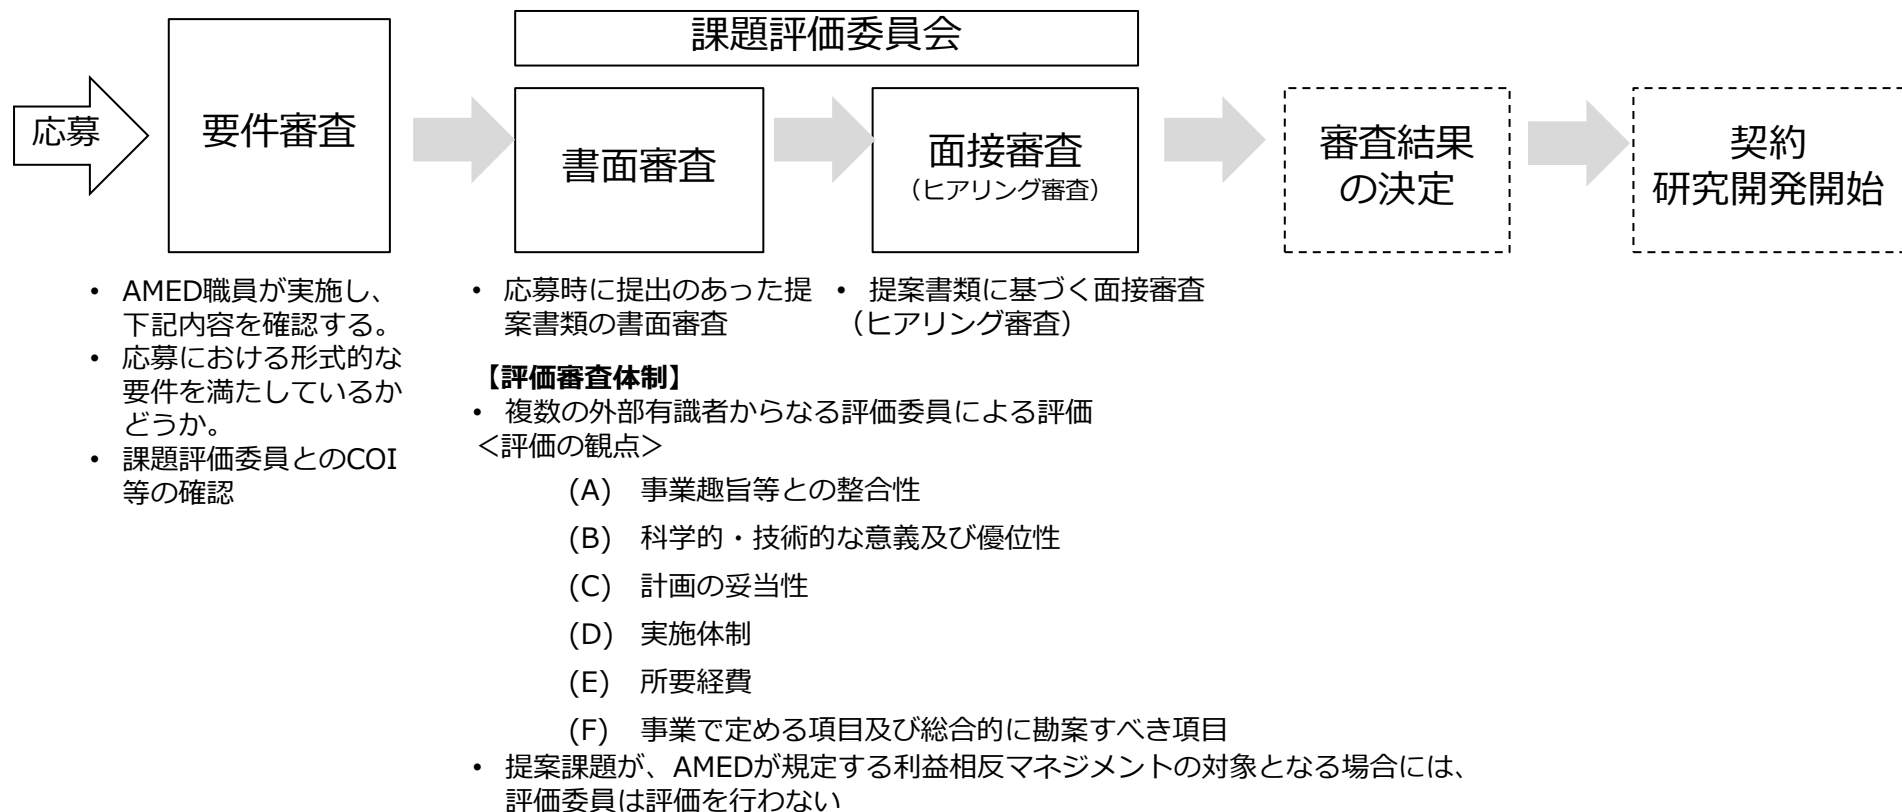 応募
要件審査
課題評価委員会
書面審査
面接審査
（ヒアリング審査）
審査結果
の決定
契約
研究開発開始
• AMED職員が実施し、
下記内容を確認する。
• 応募における形式的な
要件を満たしているか
どうか。
• 課題評価委員とのCOI
等の確認
• 応募時に提出のあった提
案書類の書面審査
• 提案書類に基づく面接審査
（ヒアリング審査）
【評価審査体制】
• 複数の外部有識者からなる評価委員による評価
＜評価の観点＞
(A) 事業趣旨等との整合性
(B) 科学的・技術的な意義及び優位性
(C) 計画の妥当性
(D) 実施体制
(E) 所要経費
(F) 事業で定める項目及び総合的に勘案すべき項目
• 提案課題が、AMEDが規定する利益相反マネジメントの対象となる場合には、
評価委員は評価を行わない